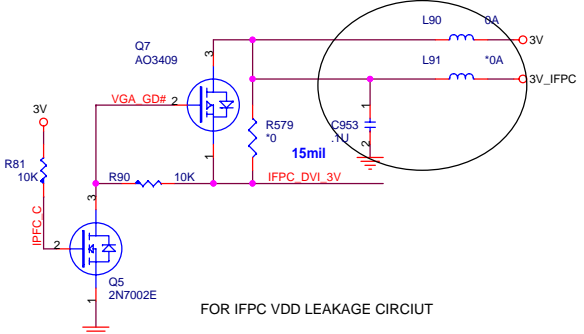 L90
0A
3V
Q7
AO3409
3
L91
*0A
3V_IFPC
VGA_GD#
2
3V
1
R579
*0
C953
.1U
2
1
15mil
R81
10K
R90
10K
IFPC_DVI_3V
IPFC_C
3
2
Q5
2N7002E
1
FOR IFPC VDD LEAKAGE CIRCIUT